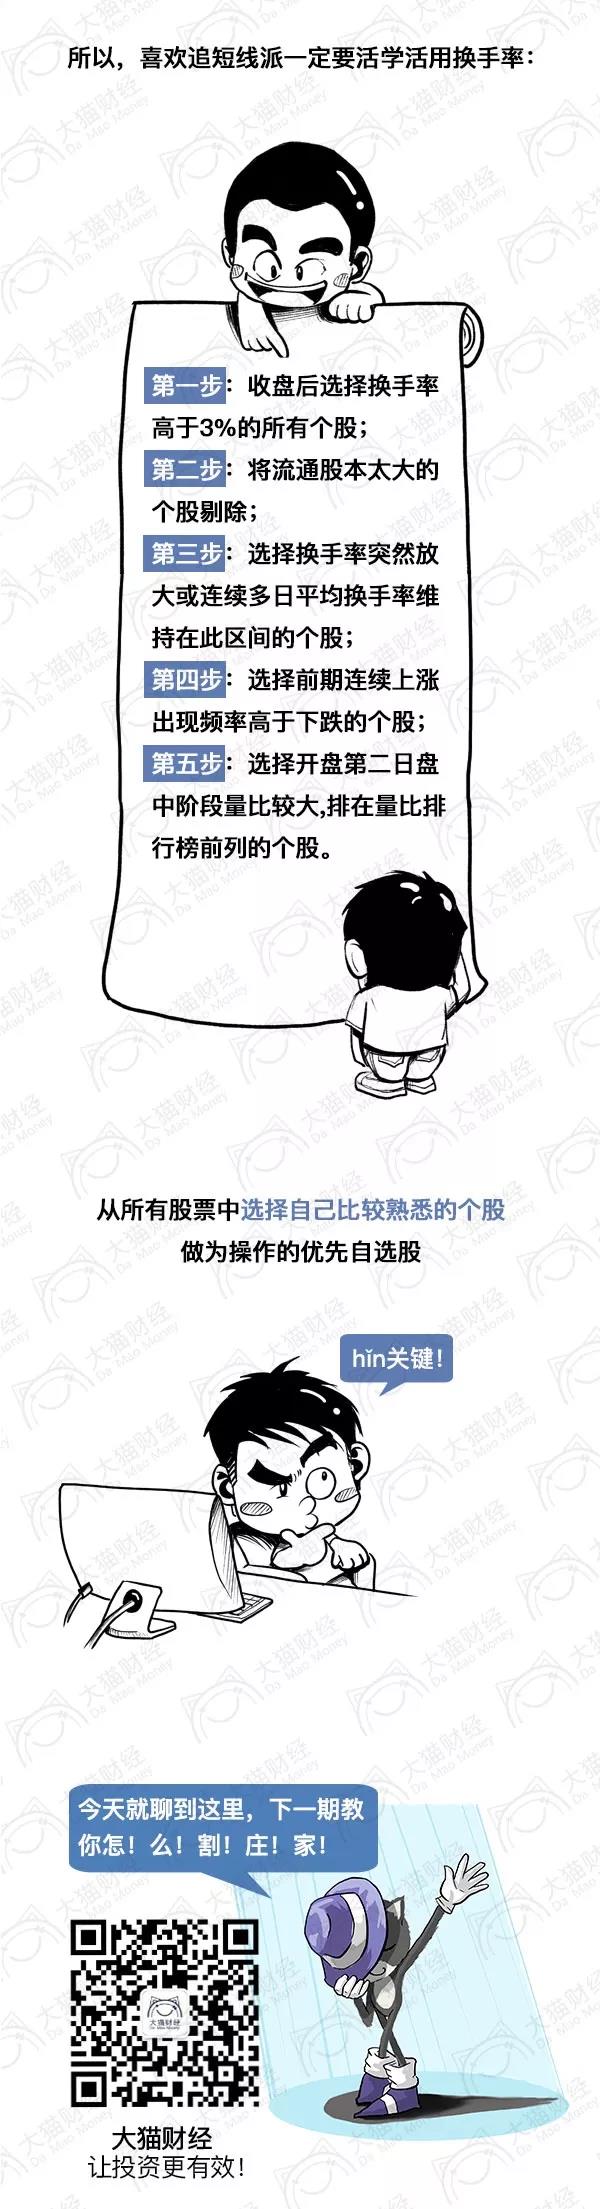 所以，喜欢追短线派一定要活学活用换手率：
第一步：收盘后选择换手率
高于3%的所有个股；
第二步：将流通股本太大的
个股剔除；
第三步：选择换手率突然放
大或连续多日平均换手率维
持在此区间的个股；
第四步：选择前期连续上涨
出现频率高于下跌的个股；
第五步：选择开盘第二日盘
中阶段量比较大,排在量比排
行榜前列的个股。
从所有股票中选择自己比较熟悉的个股
做为操作的优先自选股
hǐn关键！
今天就聊到这里，下一期教
你怎！么！割！庄！家！
大猫财经
Da Mao Money
大猫财经
让投资更有效！